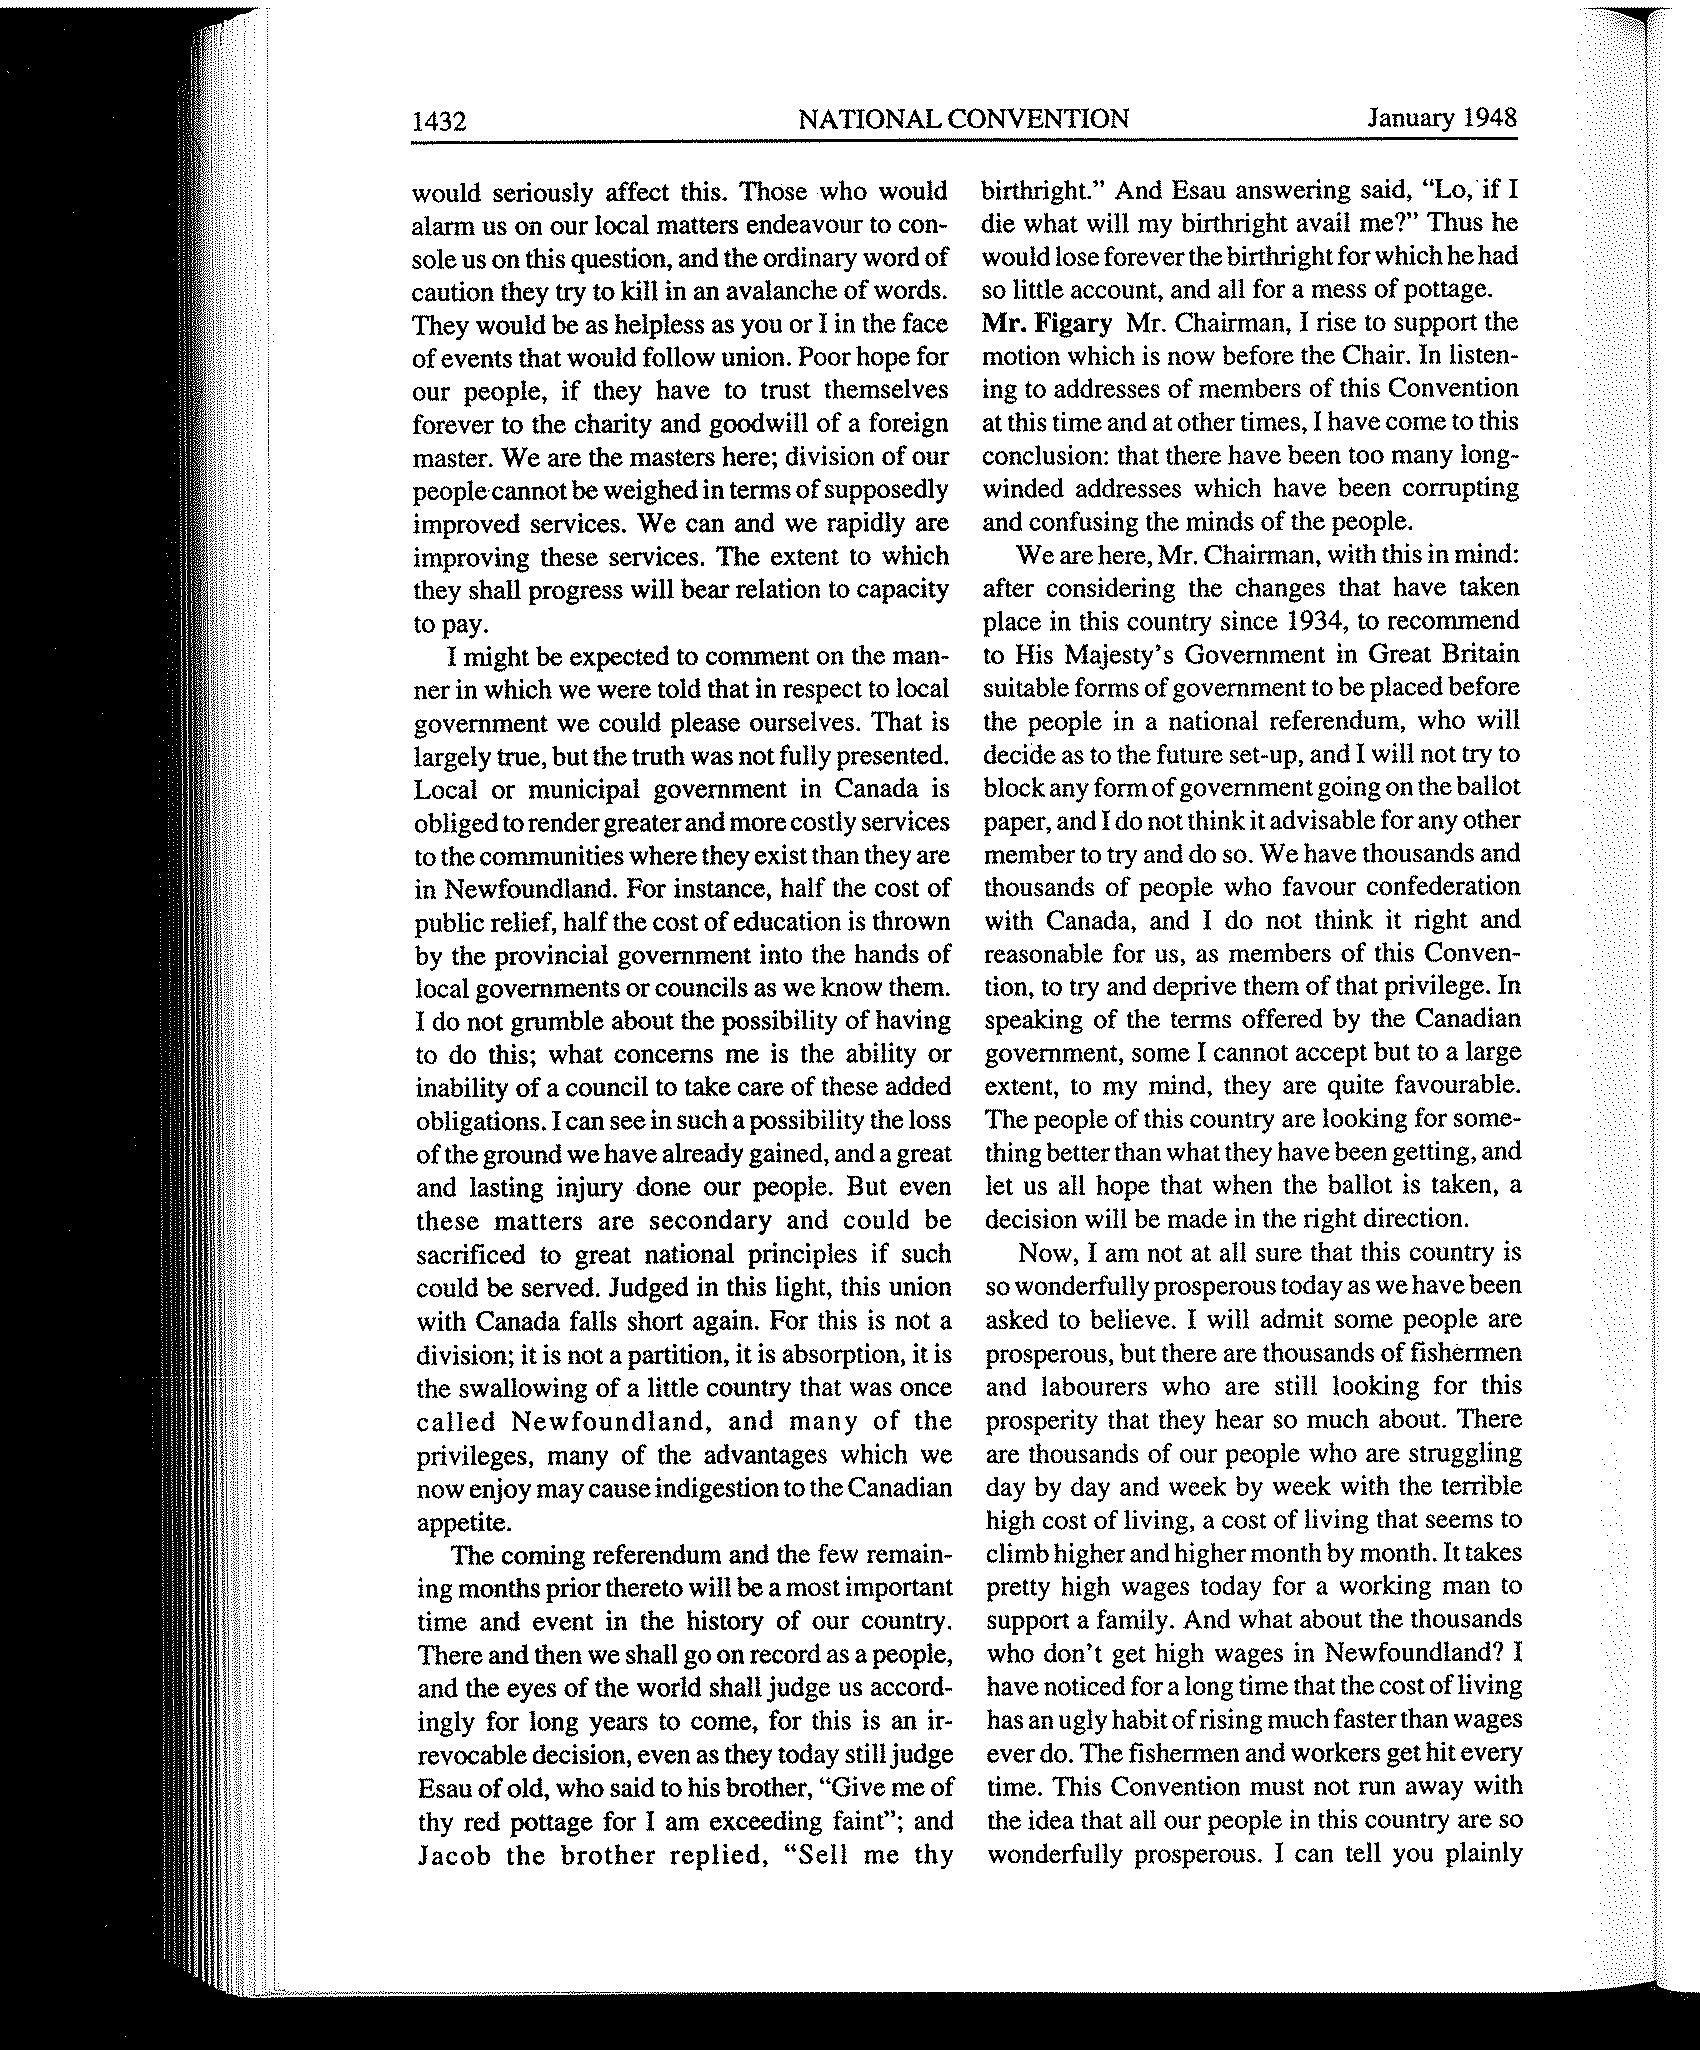 1432 NATIONAL CONVENTION January 1948
would seriously affect this. Those who would
alarm us on our local matters endeavour to con-
sole us on this question, and the ordinary word of
caution they try to kill in an avalanche of words.
They would be as helpless as you or I in the face
of events that would follow union. Poor hope for
our people, if they have to trust themselves
forever to the charity and goodwill of a foreign
master. We are the masters here; division of our
people cannot be weighed in terms of supposedly
improved services. We can and we rapidly are
improving these services. The extent to which
they shall progress will bear relation to capacity
to pay.
I might be expected to comment on the man-
ner in which we were told that in respect to local
government we could please ourselves. That is
largely true, but the truth was not fully presented.
Local or municipal government in Canada is
obliged to render greater and more costly services
to the communities where they exist than they are
in Newfoundland. For instance, half the cost of
public relief, half the cost of education is thrown
by the provincial government into the hands of
local governments or councils as we know them.
I do not grumble about the possibility of having
to do this; what concerns me is the ability or
inability of a council to take care of these added
obligations. I can see in such a possibility the loss
of the ground we have already gained, and a great
and lasting injury done our people. But even
these matters are secondary and could be
sacrificed to great national principles if such
could be served. Judged in this light, this union
with Canada falls short again. For this is not a
division; it is not a partition, it is absorption, it is
the swallowing of a little country that was once
called Newfoundland, and many of the
privileges, many of the advantages which we
now enjoy may cause indigestion to the Canadian
appetite.
The coming referendum and the few remain-
ing months prior thereto will be a most important
time and event in the history of our country.
There and then we shall go on record as a people,
and the eyes of the world shall judge us accord-
ingly for long years to come, for this is an ir-
revocable decision, even as they today still judge
Esau of old, who said to his brother, “Give me of
thy red pottage for I am exceeding faint”; and
Jacob the brother replied, “Sell me thy
birthright.” And Esau answering said, “Lo, if I
die what will my birthright avail me?” Thus he
would lose forever the birthright for which he had
so little account, and all for a mess of pottage.
Mr. Figary Mr. Chairman, I rise to support the
motion which is now before the Chair. In listen-
ing to addresses of members of this Convention
at this time and at other times, I have come to this
conclusion: that there have been too many long-
winded addresses which have been corrupting
and confusing the minds of the people.
We are here, Mr. Chairman, with this in mind:
after considering the changes that have taken
place in this country since 1934, to recommend
to His Majesty’s Government in Great Britain
suitable forms of government to be placed before
the people in a national referendum, who will
decide as to the future set-up, and I will not try to
block any form of government going on the ballot
paper, and I do not think it advisable for any other
member to try and do so. We have thousands and
thousands of people who favour confederation
with Canada, and I do not think it right and
reasonable for us, as members of this Conven-
tion, to try and deprive them of that privilege. In
speaking of the terms offered by the Canadian
government, some I cannot accept but to a large
extent, to my mind, they are quite favourable.
The people of this country are looking for some-
thing better than what they have been getting, and
let us all hope that when the ballot is taken, a
decision will be made in the right direction.
Now, I am not at all sure that this country is
so wonderfully prosperous today as we have been
asked to believe. I will admit some people are
prosperous, but there are thousands of fishermen
and labourers who are still looking for this
prosperity that they hear so much about. There
are thousands of our people who are struggling
day by day and week by week with the terrible
high cost of living, a cost of living that seems to
climb higher and higher month by month. It takes
pretty high wages today for a working man to
support a family. And what about the thousands
who don’t get high wages in Newfoundland? I
have noticed for a long time that the cost of living
has an ugly habit of rising much faster than wages
ever do. The fishermen and workers get hit every
time. This Convention must not run away with
the idea that all our people in this country are so
wonderfully prosperous. I can tell you plainly